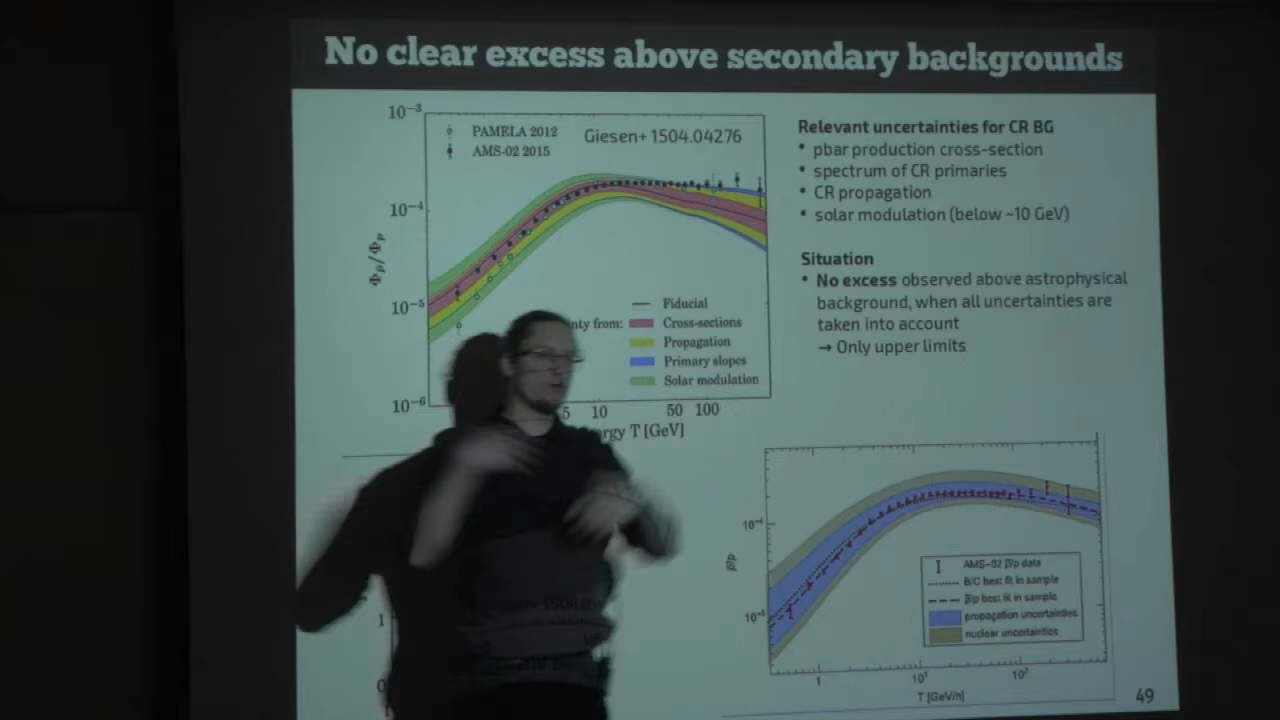 No clear excess above secondary backgrounds
10⁻³
PAMELA 2012
AMS-02 2015
Giesen+ 1504.04276
10⁻⁴
Φp̄/Φp
10⁻⁵
Fiducial
nty from:
Cross-sections
Propagation
Primary slopes
Solar modulation
10⁻⁶
5 10 50 100
rgy T [GeV]
Relevant uncertainties for CR BG
• pbar production cross-section
• spectrum of CR primaries
• CR propagation
• solar modulation (below ~10 GeV)
Situation
• No excess observed above astrophysical
background, when all uncertainties are
taken into account
→ Only upper limits
10⁻⁴
p̄/p
10⁻⁵
AMS-02 p̄/p data
B/C best fit in sample
p̄/p best fit in sample
propagation uncertainties
nuclear uncertainties
1 10¹ 10²
T [GeV/n]
1
0
49